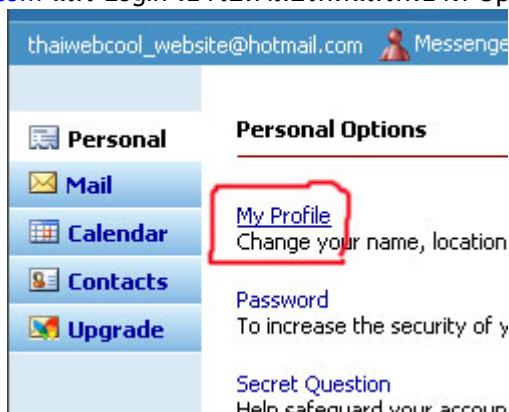 thaiwebcool_website@hotmail.com Messenge
Personal
Personal Options
Mail
My Profile
Change your name, location
Calendar
Contacts
Password
To increase the security of y
Upgrade
Secret Question
Help safeguard your accoun